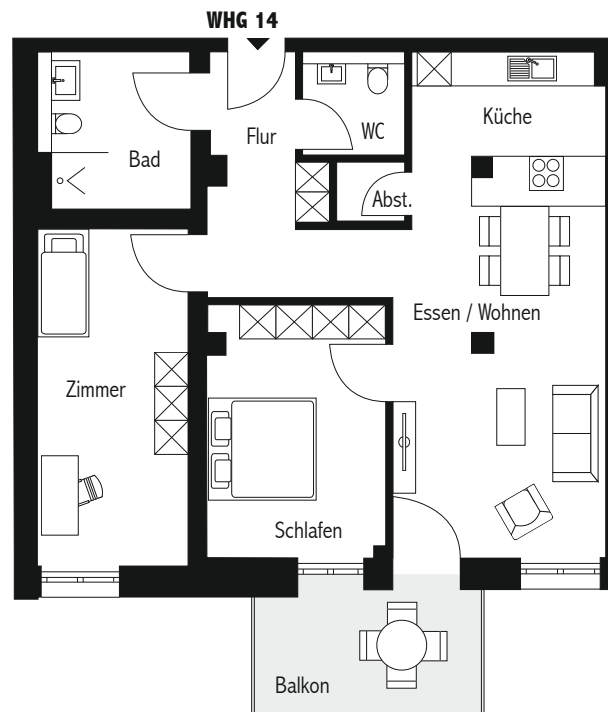 WHG 14
Küche
WC
Flur
Bad
Abst.
Essen / Wohnen
Zimmer
Schlafen
Balkon